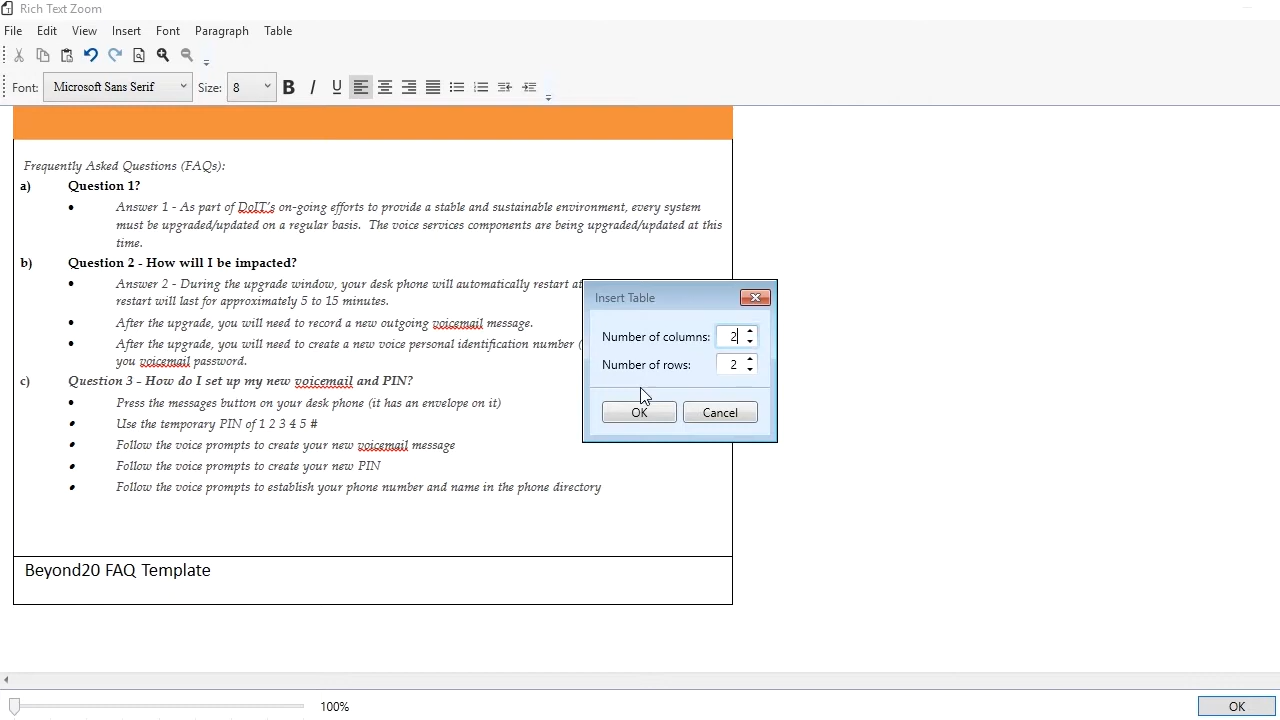 Rich Text Zoom
File Edit View Insert Font Paragraph Table
Font: Microsoft Sans Serif Size: 8 B I U
Frequently Asked Questions (FAQs):
a) Question 1?
• Answer 1 - As part of DoIT's on-going efforts to provide a stable and sustainable environment, every system
must be upgraded/updated on a regular basis. The voice services components are being upgraded/updated at this
time.
b) Question 2 - How will I be impacted?
• Answer 2 - During the upgrade window, your desk phone will automatically restart at
restart will last for approximately 5 to 15 minutes.
• After the upgrade, you will need to record a new outgoing voicemail message.
• After the upgrade, you will need to create a new voice personal identification number (
you voicemail password.
c) Question 3 - How do I set up my new voicemail and PIN?
• Press the messages button on your desk phone (it has an envelope on it)
• Use the temporary PIN of 1 2 3 4 5 #
• Follow the voice prompts to create your new voicemail message
• Follow the voice prompts to create your new PIN
• Follow the voice prompts to establish your phone number and name in the phone directory
Beyond20 FAQ Template
Insert Table
Number of columns: 2
Number of rows: 2
OK Cancel
100% OK